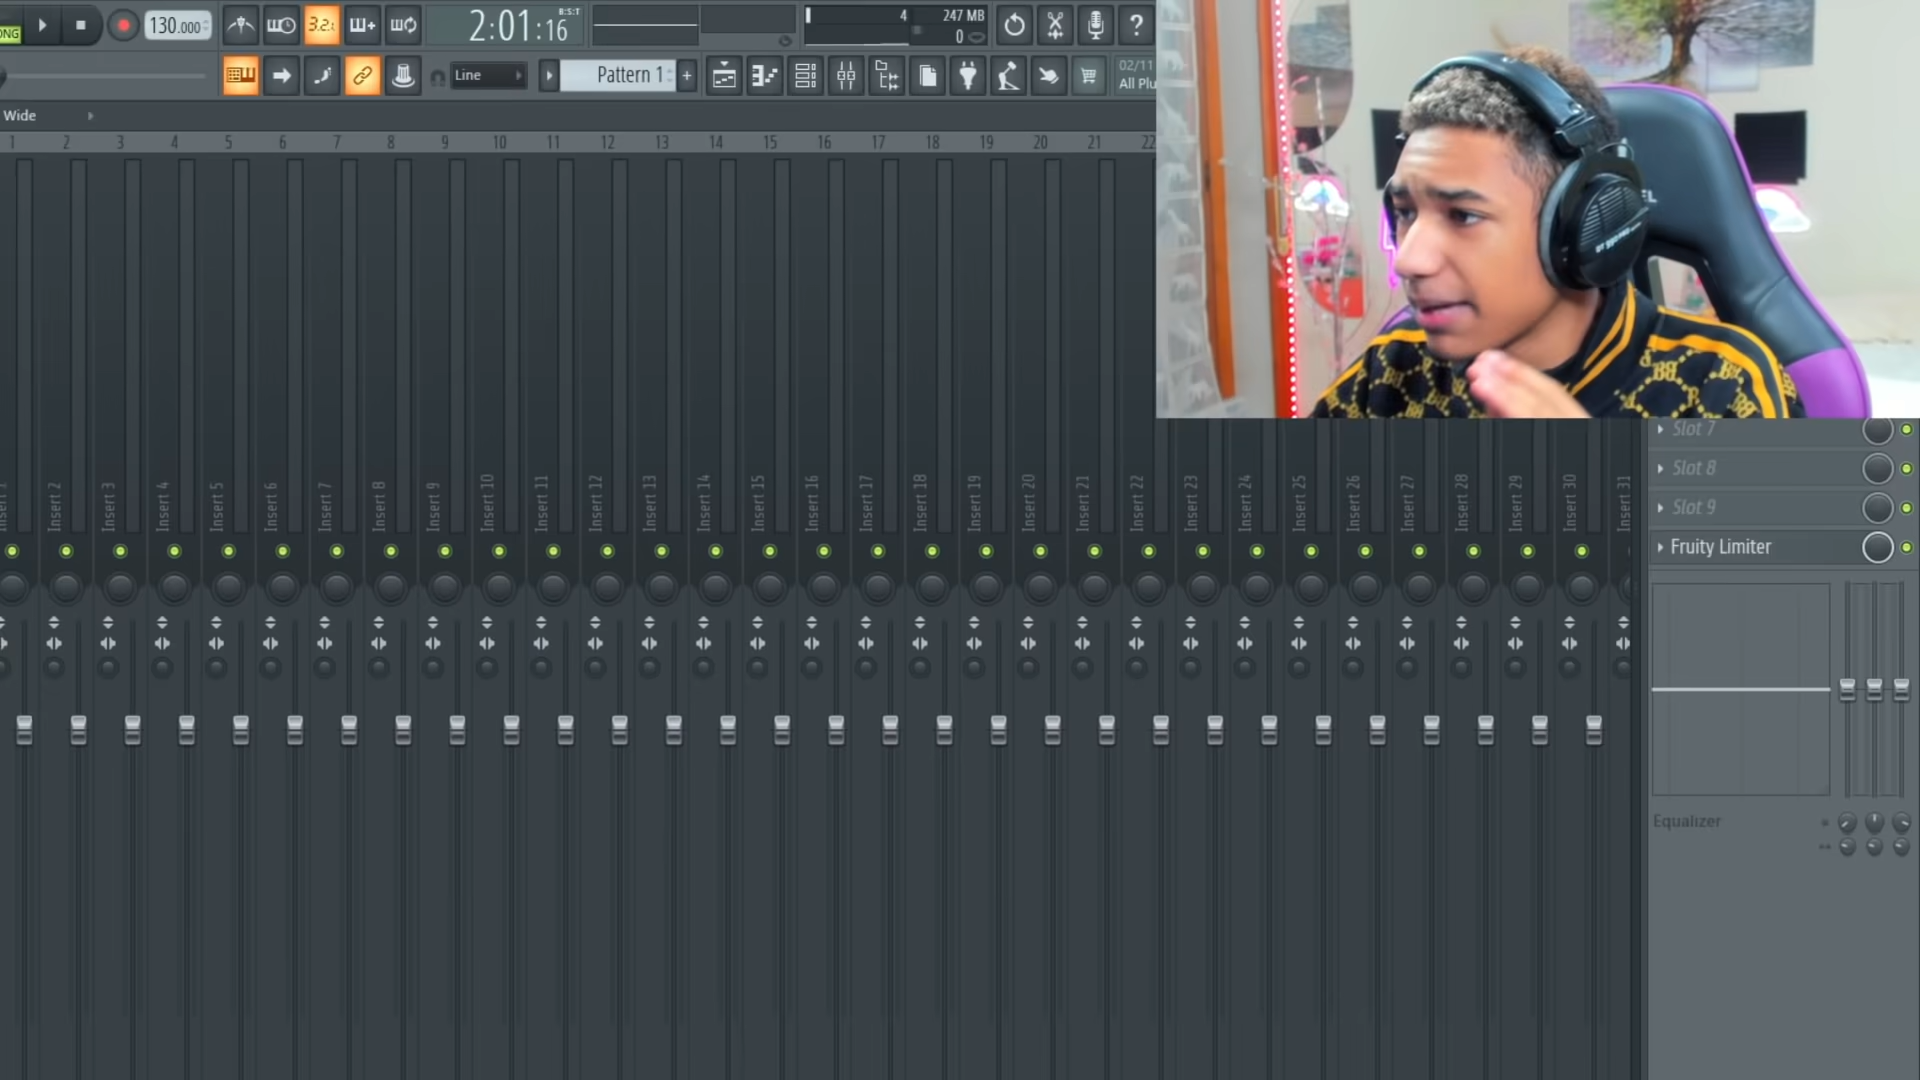 ONG
130.000
3.2.
2:01:16
B:S:T
4
247 MB
0
Line
Pattern 1
+
02/11
All Plu
Wide
1 2 3 4 5 6 7 8 9 10 11 12 13 14 15 16 17 18 19 20 21 22
Insert 2
Insert 3
Insert 4
Insert 5
Insert 6
Insert 7
Insert 8
Insert 9
Insert 10
Insert 11
Insert 12
Insert 13
Insert 14
Insert 15
Insert 16
Insert 17
Insert 18
Insert 19
Insert 20
Insert 21
Insert 22
Insert 23
Insert 24
Insert 25
Insert 26
Insert 27
Insert 28
Insert 29
Insert 30
Insert 31
Slot 7
Slot 8
Slot 9
Fruity Limiter
Equalizer